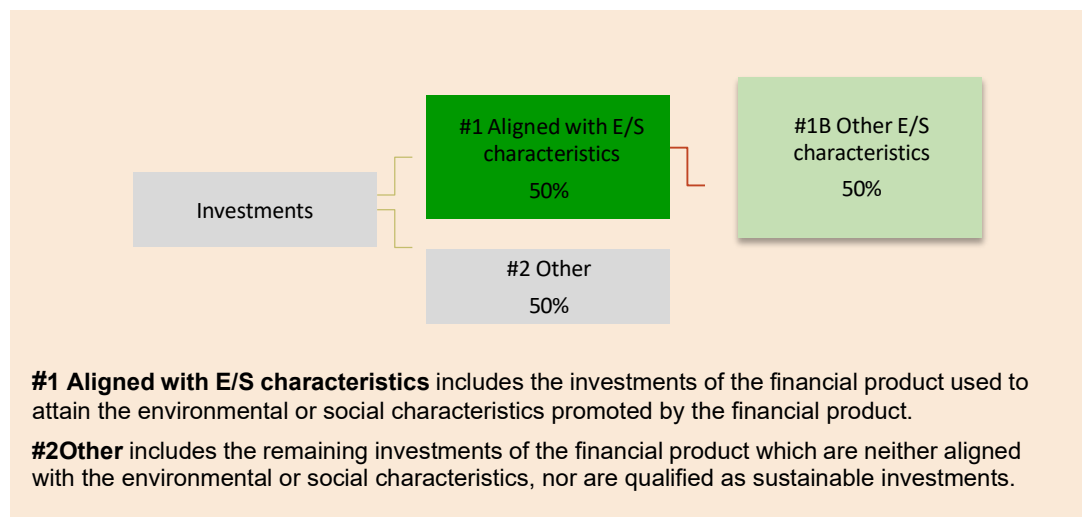 #1 Aligned with E/S
characteristics
50%
#1B Other E/S
characteristics
50%
Investments
#2 Other
50%
#1 Aligned with E/S characteristics includes the investments of the financial product used to
attain the environmental or social characteristics promoted by the financial product.
#2Other includes the remaining investments of the financial product which are neither aligned
with the environmental or social characteristics, nor are qualified as sustainable investments.